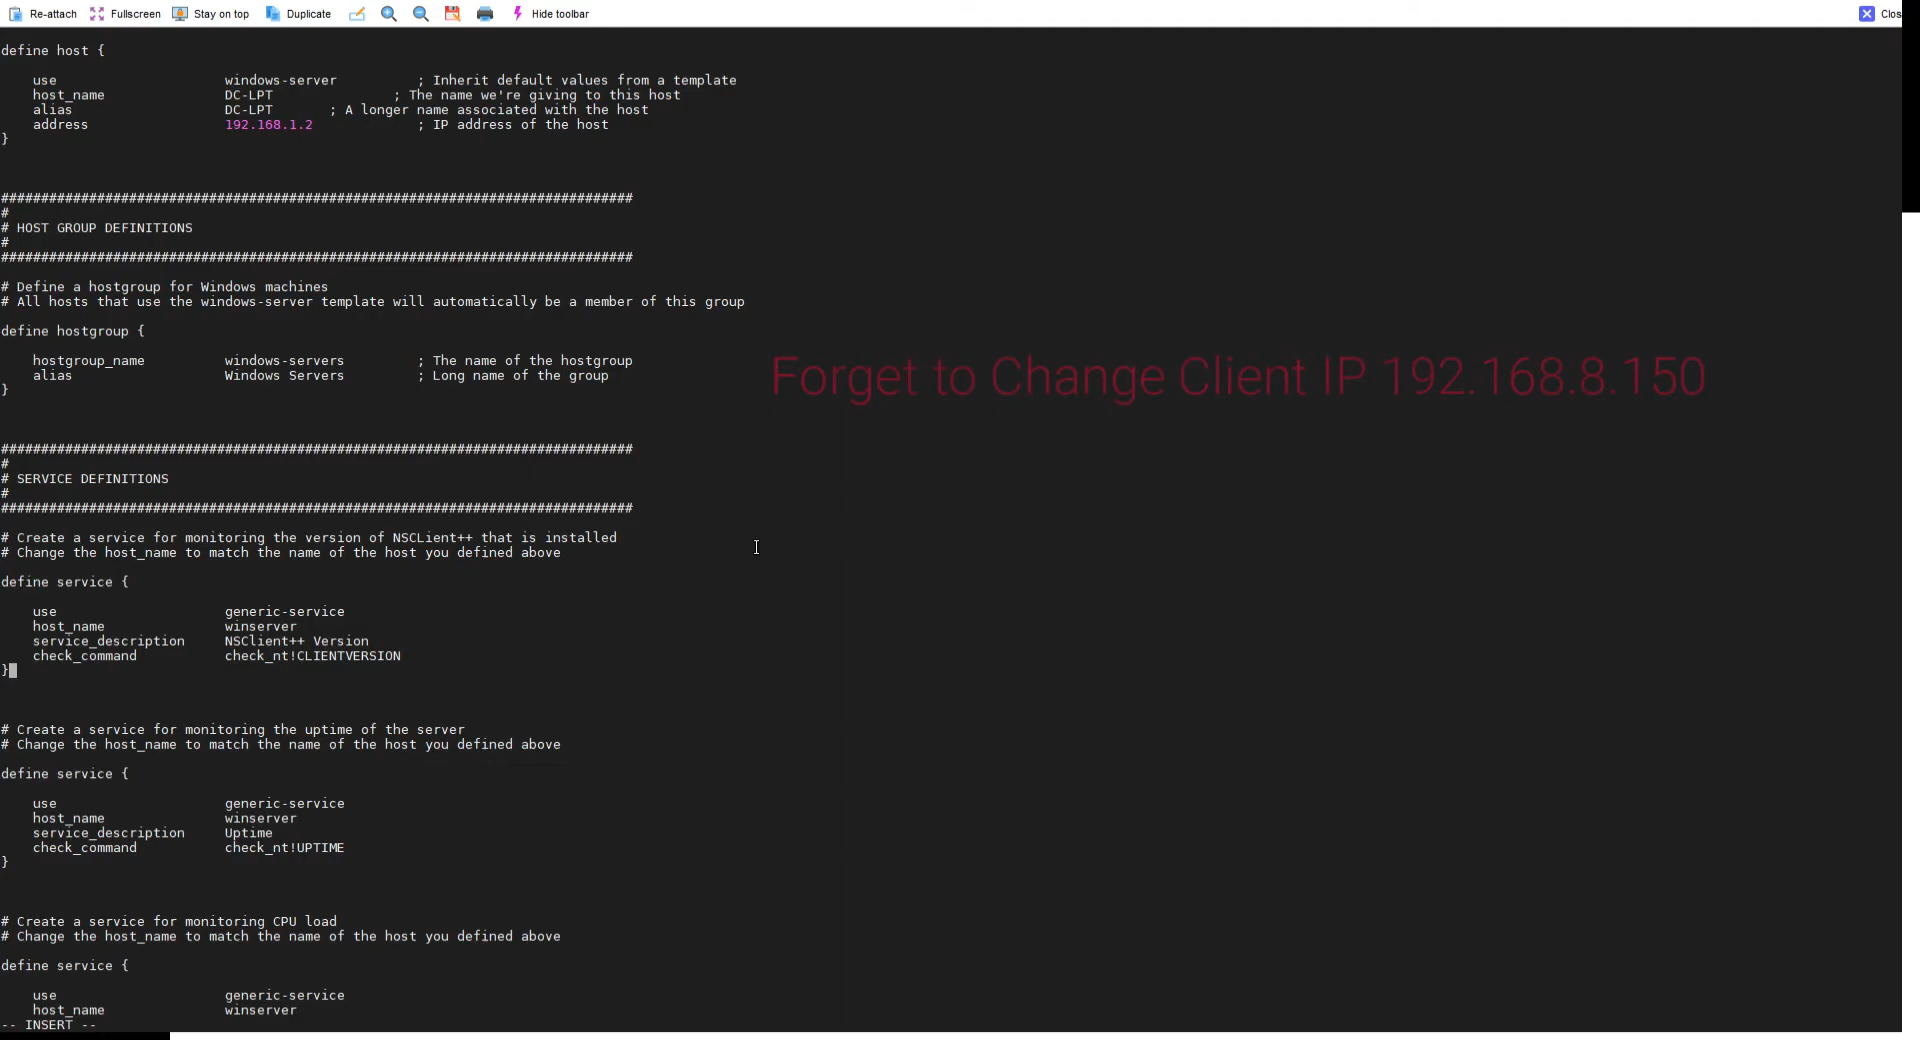 Re-attach Fullscreen Stay on top Duplicate Hide toolbar Clos
define host {
use windows-server ; Inherit default values from a template
host_name DC-LPT ; The name we're giving to this host
alias DC-LPT ; A longer name associated with the host
address 192.168.1.2 ; IP address of the host
}
###############################################################################
#
# HOST GROUP DEFINITIONS
#
###############################################################################
# Define a hostgroup for Windows machines
# All hosts that use the windows-server template will automatically be a member of this group
define hostgroup {
hostgroup_name windows-servers ; The name of the hostgroup
alias Windows Servers ; Long name of the group
}
Forget to Change Client IP 192.168.8.150
###############################################################################
#
# SERVICE DEFINITIONS
#
###############################################################################
# Create a service for monitoring the version of NSCLient++ that is installed
# Change the host_name to match the name of the host you defined above
define service {
use generic-service
host_name winserver
service_description NSClient++ Version
check_command check_nt!CLIENTVERSION
}
# Create a service for monitoring the uptime of the server
# Change the host_name to match the name of the host you defined above
define service {
use generic-service
host_name winserver
service_description Uptime
check_command check_nt!UPTIME
}
# Create a service for monitoring CPU load
# Change the host_name to match the name of the host you defined above
define service {
use generic-service
host_name winserver
-- INSERT --